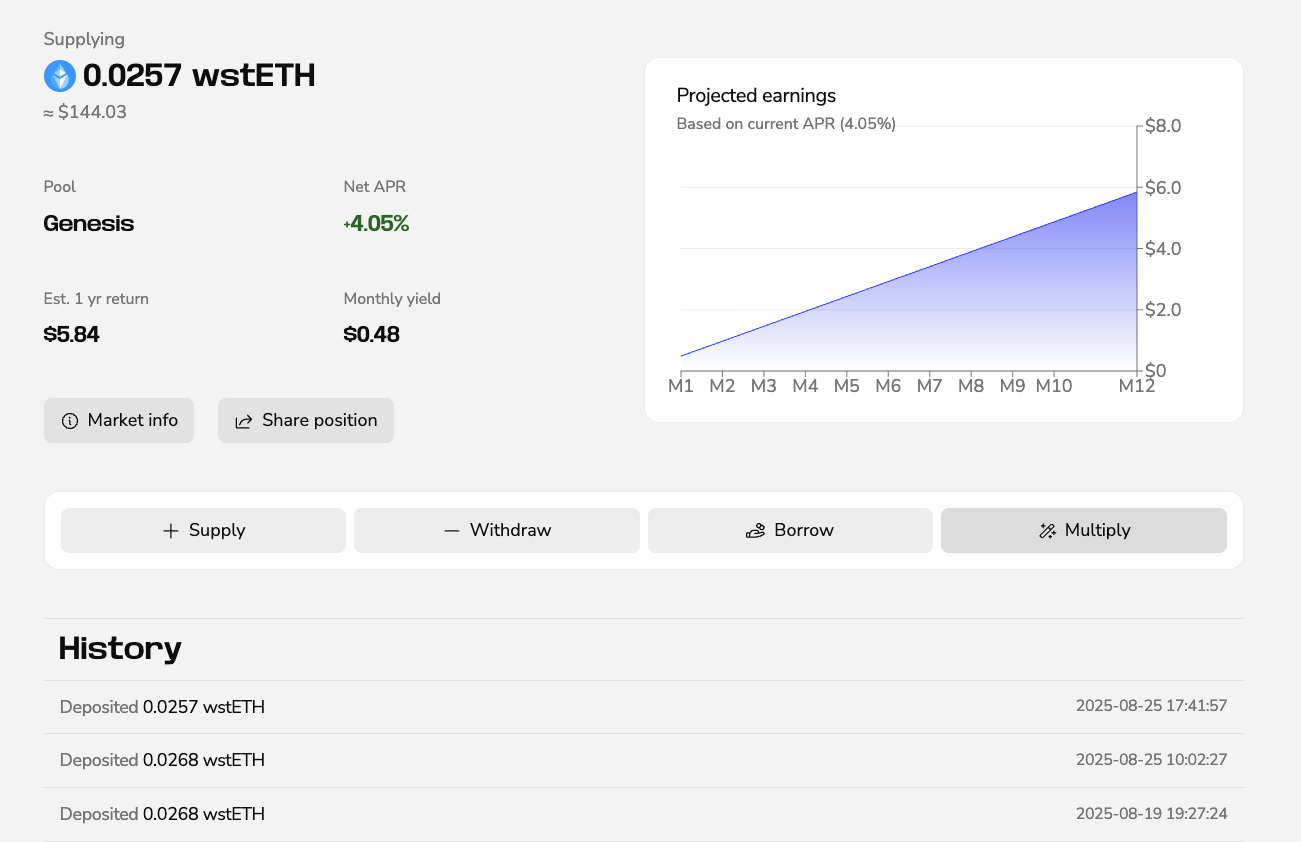 Supplying
0.0257 wstETH
≈ $144.03
Pool
Net APR
Genesis
+4.05%
Est. 1 yr return
Monthly yield
$5.84
$0.48
Market info
Share position
Projected earnings
Based on current APR (4.05%)
$8.0
$6.0
$4.0
$2.0
$0
M1 M2 M3 M4 M5 M6 M7 M8 M9 M10 M12
Supply
Withdraw
Borrow
Multiply
History
Deposited 0.0257 wstETH 2025-08-25 17:41:57
Deposited 0.0268 wstETH 2025-08-25 10:02:27
Deposited 0.0268 wstETH 2025-08-19 19:27:24